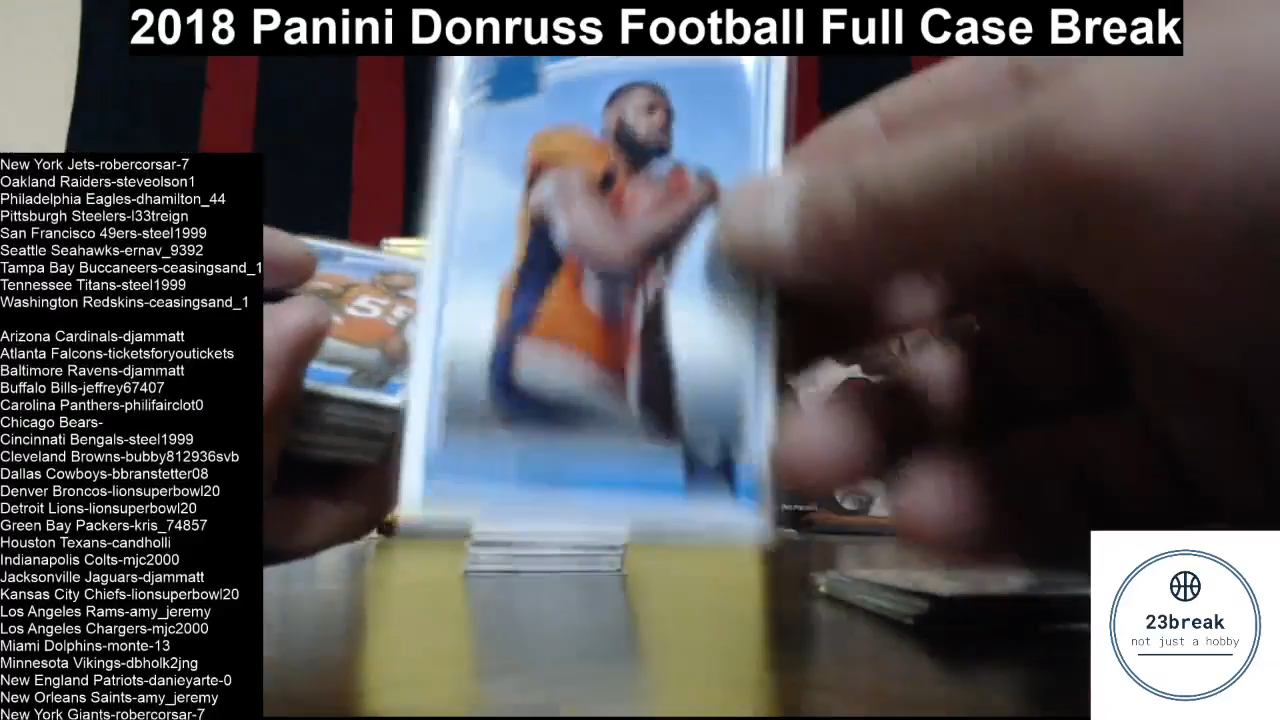 2018 Panini Donruss Football Full Case Break
New York Jets-robercorsar-7
Oakland Raiders-steveolson1
Philadelphia Eagles-dhamilton_44
Pittsburgh Steelers-l33treign
San Francisco 49ers-steel1999
Seattle Seahawks-ernav_9392
Tampa Bay Buccaneers-ceasingsand_1
Tennessee Titans-steel1999
Washington Redskins-ceasingsand_1
Arizona Cardinals-djammatt
Atlanta Falcons-ticketsforyoutickets
Baltimore Ravens-djammatt
Buffalo Bills-jeffrey67407
Carolina Panthers-philifairclot0
Chicago Bears-
Cincinnati Bengals-steel1999
Cleveland Browns-bubby812936svb
Dallas Cowboys-bbranstetter08
Denver Broncos-lionsuperbowl20
Detroit Lions-lionsuperbowl20
Green Bay Packers-kris_74857
Houston Texans-candholli
Indianapolis Colts-mjc2000
Jacksonville Jaguars-djammatt
Kansas City Chiefs-lionsuperbowl20
Los Angeles Rams-amy_jeremy
Los Angeles Chargers-mjc2000
Miami Dolphins-monte-13
Minnesota Vikings-dbholk2jng
New England Patriots-danieyarte-0
New Orleans Saints-amy_jeremy
New York Giants-robercorsar-7
23break
not just a hobby